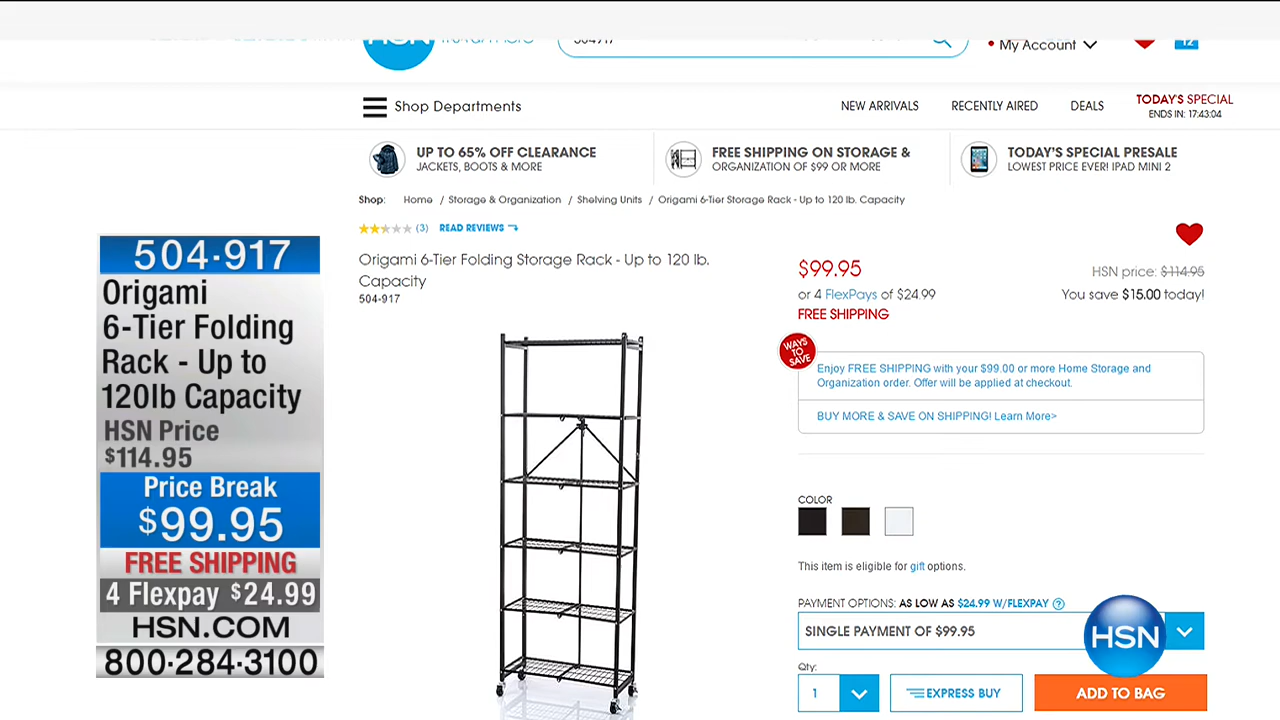 HSN
504917
My Account
12
Shop Departments
NEW ARRIVALS
RECENTLY AIRED
DEALS
TODAY'S SPECIAL
ENDS IN: 17:43:04
UP TO 65% OFF CLEARANCE
JACKETS, BOOTS & MORE
FREE SHIPPING ON STORAGE &
ORGANIZATION OF $99 OR MORE
TODAY'S SPECIAL PRESALE
LOWEST PRICE EVER! IPAD MINI 2
Shop: Home / Storage & Organization / Shelving Units / Origami 6-Tier Storage Rack - Up to 120 lb. Capacity
(3) READ REVIEWS
Origami 6-Tier Folding Storage Rack - Up to 120 lb.
Capacity
504-917
504-917
Origami
6-Tier Folding
Rack - Up to
120lb Capacity
HSN Price
$114.95
Price Break
$99.95
FREE SHIPPING
4 Flexpay $24.99
HSN.COM
800-284-3100
$99.95
HSN price: $114.95
or 4 FlexPays of $24.99
You save $15.00 today!
FREE SHIPPING
WAYS
TO
SAVE
Enjoy FREE SHIPPING with your $99.00 or more Home Storage and
Organization order. Offer will be applied at checkout.
BUY MORE & SAVE ON SHIPPING! Learn More>
COLOR
This item is eligible for gift options.
PAYMENT OPTIONS: AS LOW AS $24.99 W/FLEXPAY ?
SINGLE PAYMENT OF $99.95
HSN
Qty:
1
EXPRESS BUY
ADD TO BAG